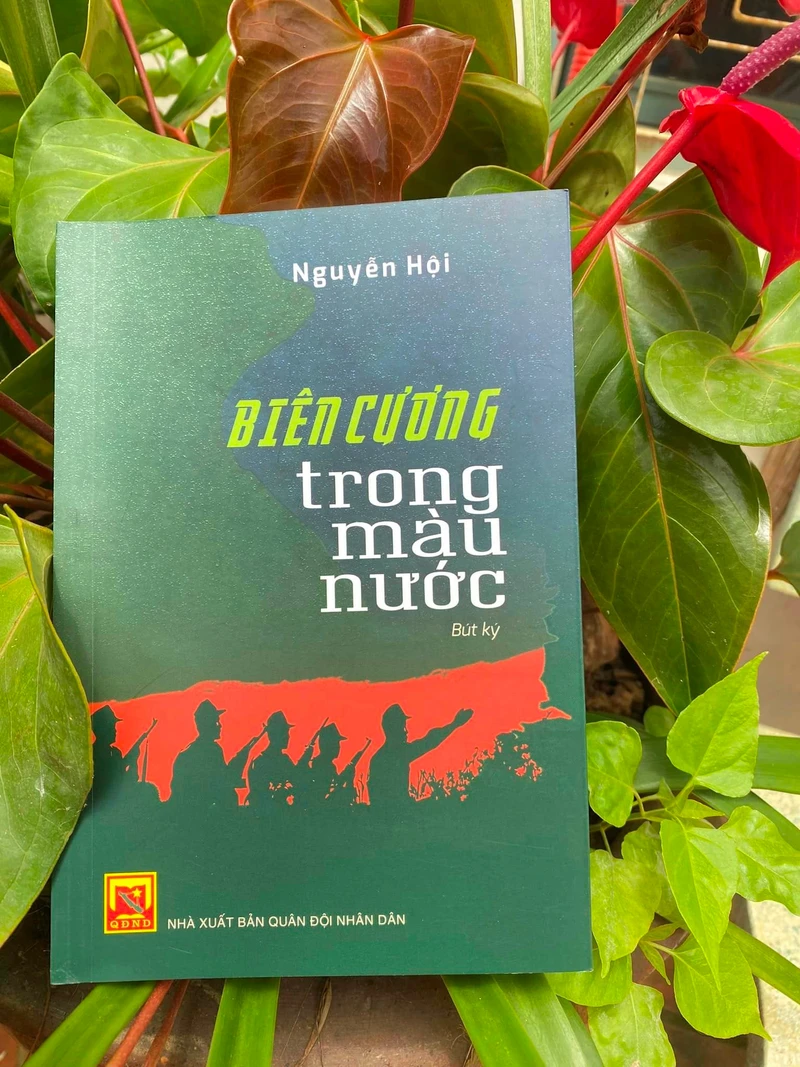 Nguyễn Hội
BIÊN CƯƠNG
trong
màu
nước
Bút ký
QĐND
NHÀ XUẤT BẢN QUÂN ĐỘI NHÂN DÂN